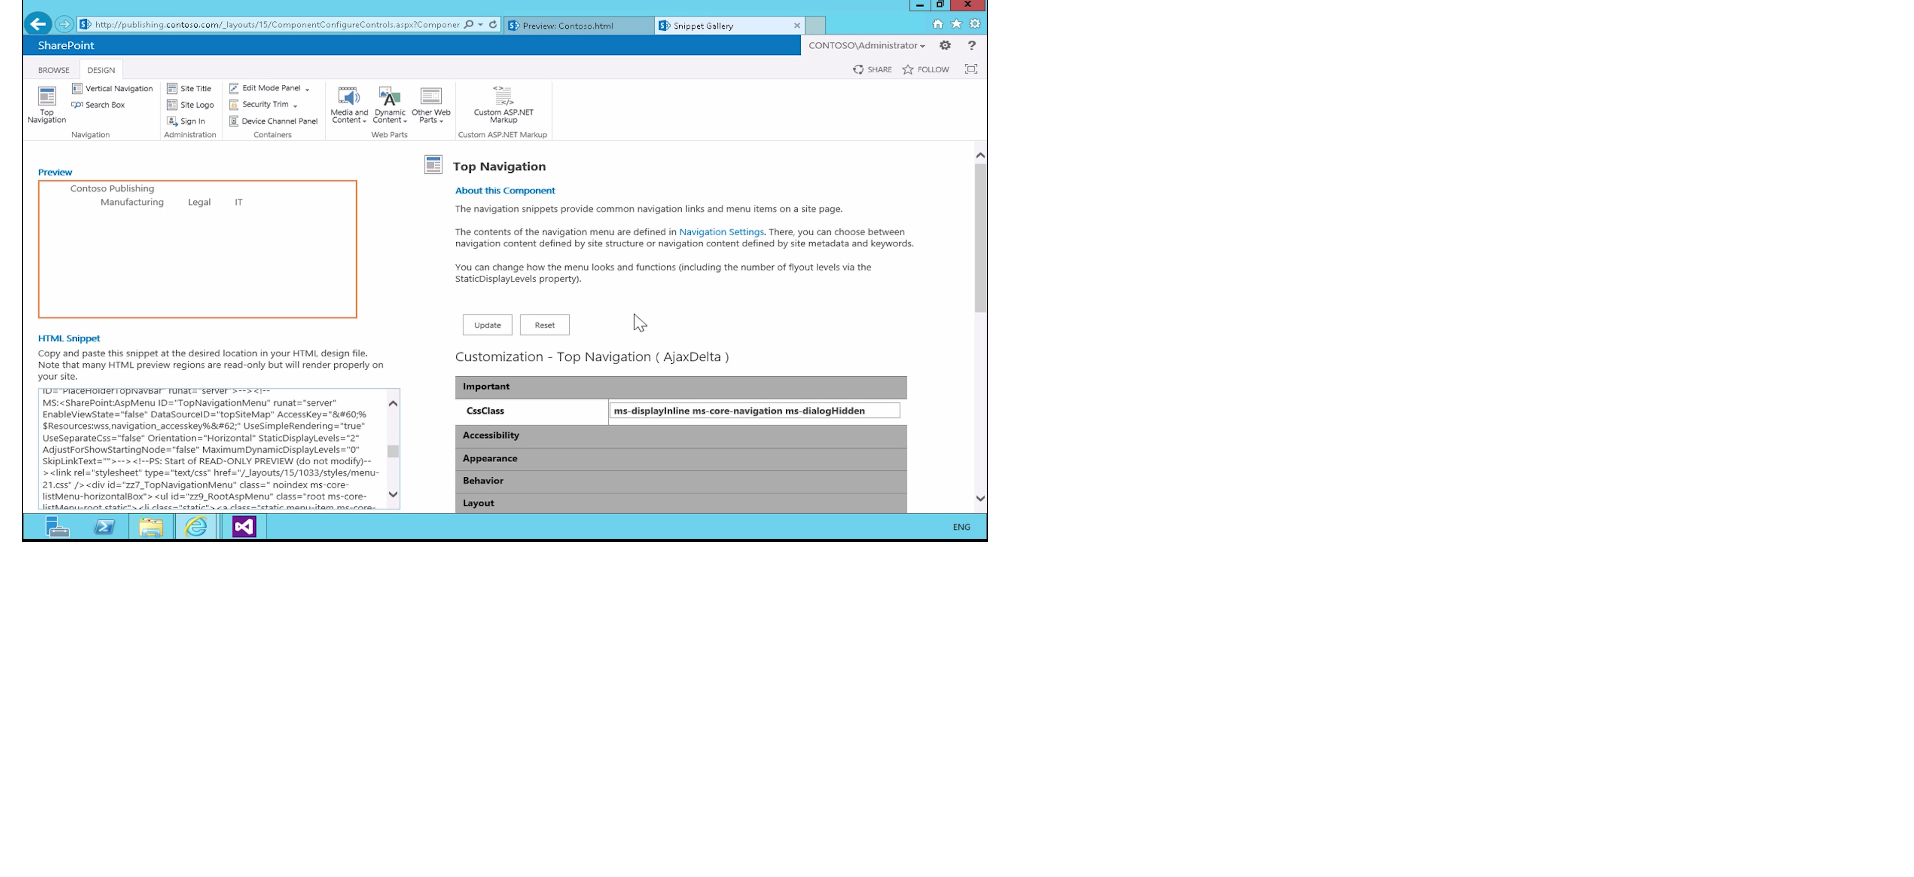 http://publishing.contoso.com/_layouts/15/ComponentConfigureControls.aspx?Componer
Preview: Contoso.html
Snippet Gallery
SharePoint
CONTOSO\Administrator
?
BROWSE
DESIGN
SHARE
FOLLOW
Top Navigation
Vertical Navigation
Search Box
Navigation
Site Title
Site Logo
Sign In
Administration
Edit Mode Panel
Security Trim
Device Channel Panel
Containers
Media and Content
Dynamic Content
Other Web Parts
Web Parts
Custom ASP.NET Markup
Custom ASP.NET Markup
Preview
Contoso Publishing
Manufacturing Legal IT
HTML Snippet
Copy and paste this snippet at the desired location in your HTML design file.
Note that many HTML preview regions are read-only but will render properly on
your site.
ID="PlaceHolderTopNavBar" runat="server">--><!--
MS:<SharePoint:AspMenu ID="TopNavigationMenu" runat="server"
EnableViewState="false" DataSourceID="topSiteMap" AccessKey="&#60;%
$Resources:wss,navigation_accesskey%&#62;" UseSimpleRendering="true"
UseSeparateCss="false" Orientation="Horizontal" StaticDisplayLevels="2"
AdjustForShowStartingNode="false" MaximumDynamicDisplayLevels="0"
SkipLinkText="">--><!--PS: Start of READ-ONLY PREVIEW (do not modify)--
><link rel="stylesheet" type="text/css" href="/_layouts/15/1033/styles/menu-
21.css" /><div id="zz7_TopNavigationMenu" class=" noindex ms-core-
listMenu-horizontalBox"><ul id="zz9_RootAspMenu" class="root ms-core-
listMenu-root static"><li class="static"><a class="static menu-item ms-core-
Top Navigation
About this Component
The navigation snippets provide common navigation links and menu items on a site page.
The contents of the navigation menu are defined in Navigation Settings. There, you can choose between
navigation content defined by site structure or navigation content defined by site metadata and keywords.
You can change how the menu looks and functions (including the number of flyout levels via the
StaticDisplayLevels property).
Update
Reset
Customization - Top Navigation ( AjaxDelta )
Important
CssClass
ms-displayInline ms-core-navigation ms-dialogHidden
Accessibility
Appearance
Behavior
Layout
ENG